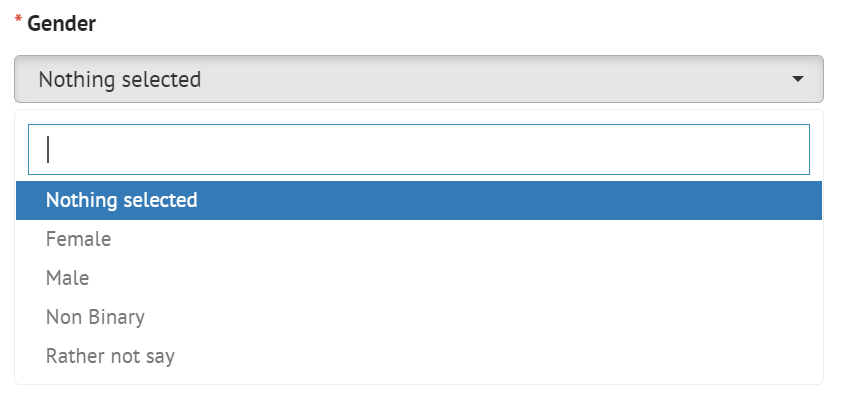 * Gender
Nothing selected
Nothing selected
Female
Male
Non Binary
Rather not say